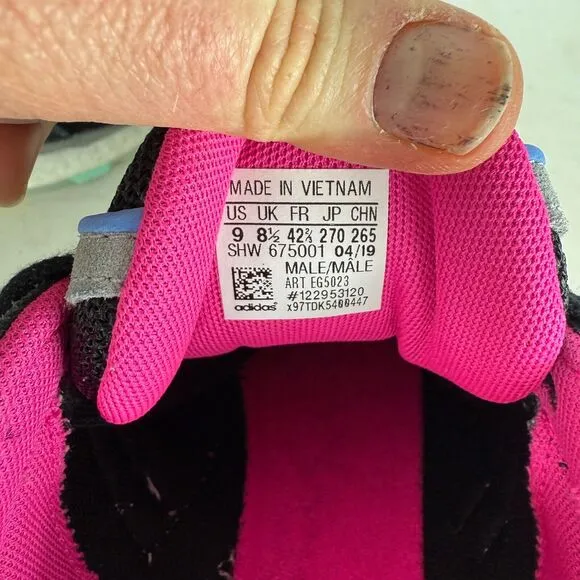 MADE IN VIETNAM
US UK FR JP CHN
9 8½ 42⅔ 270 265
SHW 675001 04/19
MALE/MÂLE
ART EG5023
#122953120
adidas x97TDK5400447